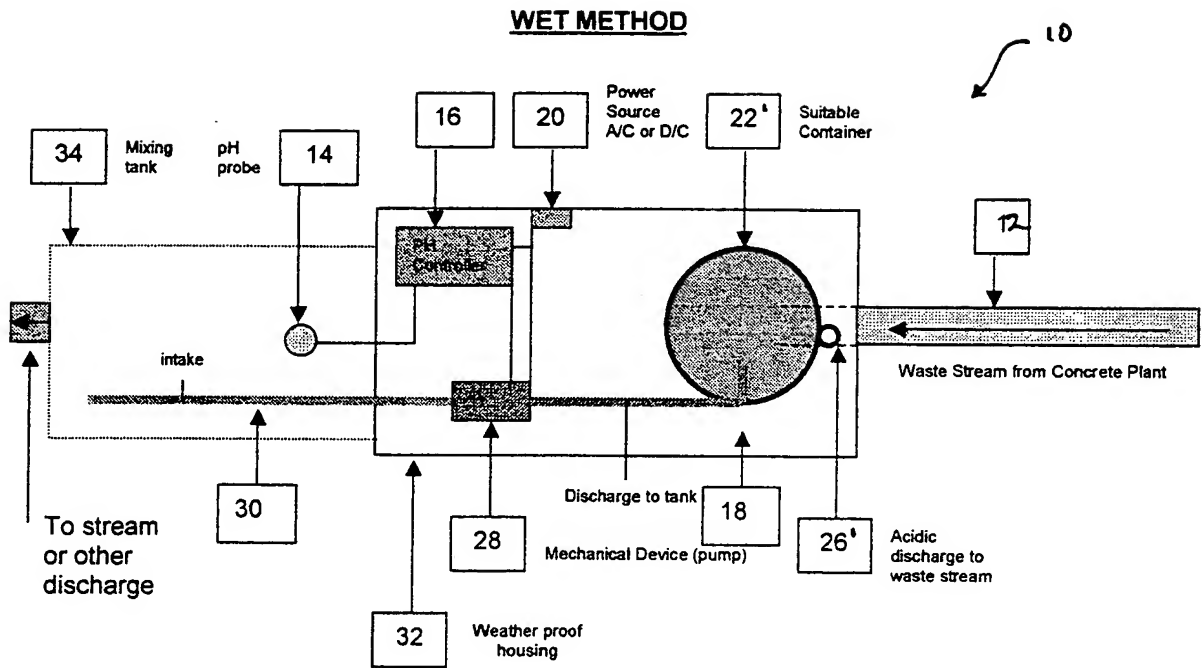 WET METHOD
10
16
20
Power
Source
A/C or D/C
22'
Suitable
Container
34
Mixing
tank
pH
probe
14
12
PH
Controller
intake
Waste Stream from Concrete Plant
Discharge to tank
30
28
Mechanical Device (pump)
18
26'
Acidic
discharge to
waste stream
To stream
or other
discharge
32
Weather proof
housing